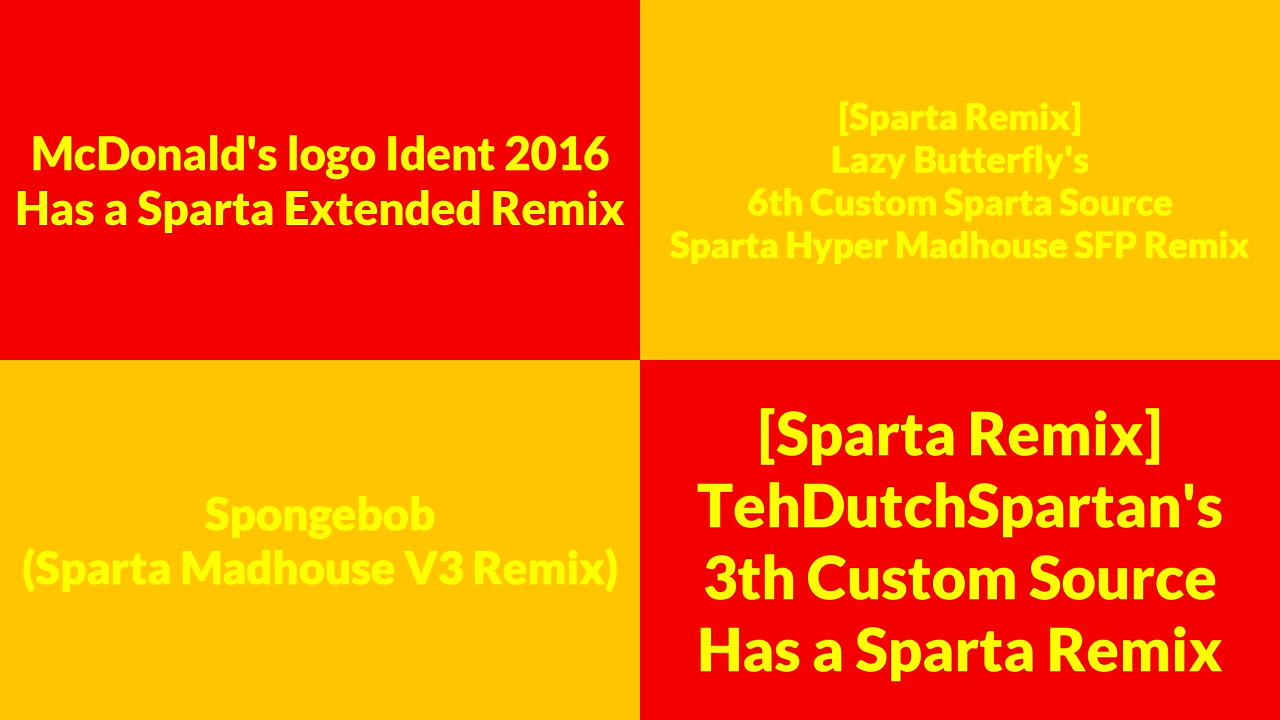 McDonald's logo Ident 2016
Has a Sparta Extended Remix
[Sparta Remix]
Lazy Butterfly's
6th Custom Sparta Source
Sparta Hyper Madhouse SFP Remix
Spongebob
(Sparta Madhouse V3 Remix)
[Sparta Remix]
TehDutchSpartan's
3th Custom Source
Has a Sparta Remix